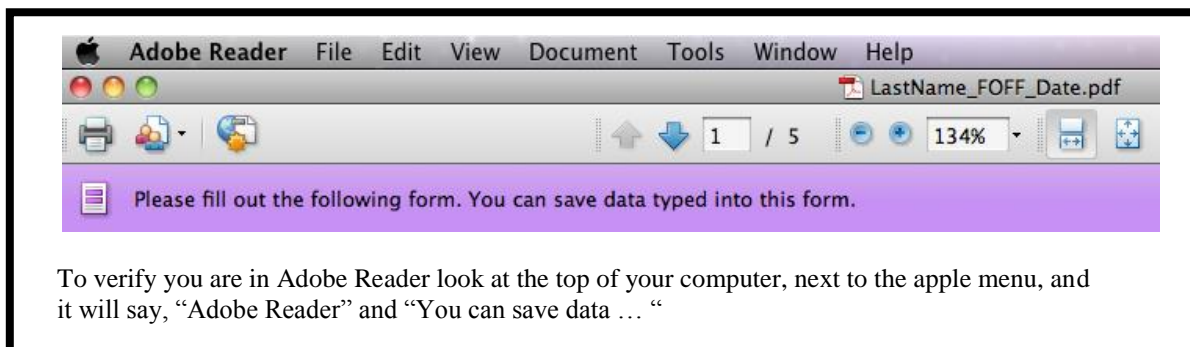 Adobe Reader File Edit View Document Tools Window Help
LastName_FOFF_Date.pdf
1 / 5 134%
Please fill out the following form. You can save data typed into this form.
To verify you are in Adobe Reader look at the top of your computer, next to the apple menu, and
it will say, “Adobe Reader” and “You can save data … “